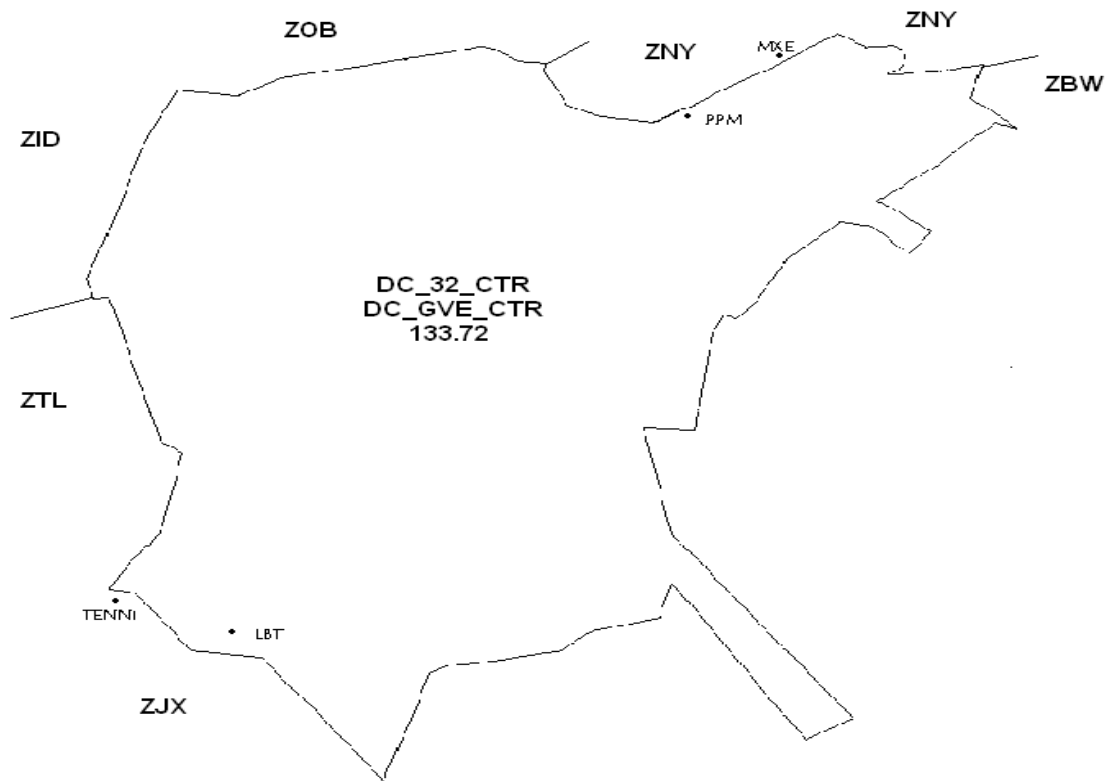 ZNY
ZOB
ZNY
MXE
ZBW
PPM
ZID
DC_32_CTR
DC_GVE_CTR
133.72
ZTL
TENNI
LBT
ZJX